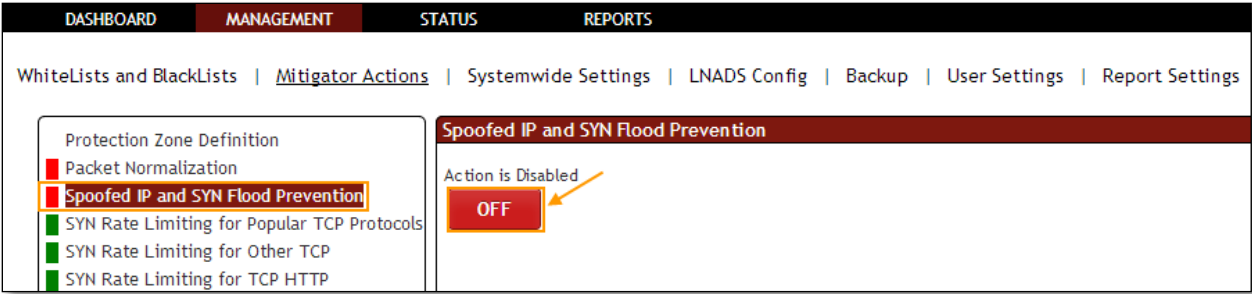 DASHBOARD MANAGEMENT STATUS REPORTS
WhiteLists and BlackLists | Mitigator Actions | Systemwide Settings | LNADS Config | Backup | User Settings | Report Settings
Protection Zone Definition
Packet Normalization
Spoofed IP and SYN Flood Prevention
SYN Rate Limiting for Popular TCP Protocols
SYN Rate Limiting for Other TCP
SYN Rate Limiting for TCP HTTP
Spoofed IP and SYN Flood Prevention
Action is Disabled
OFF